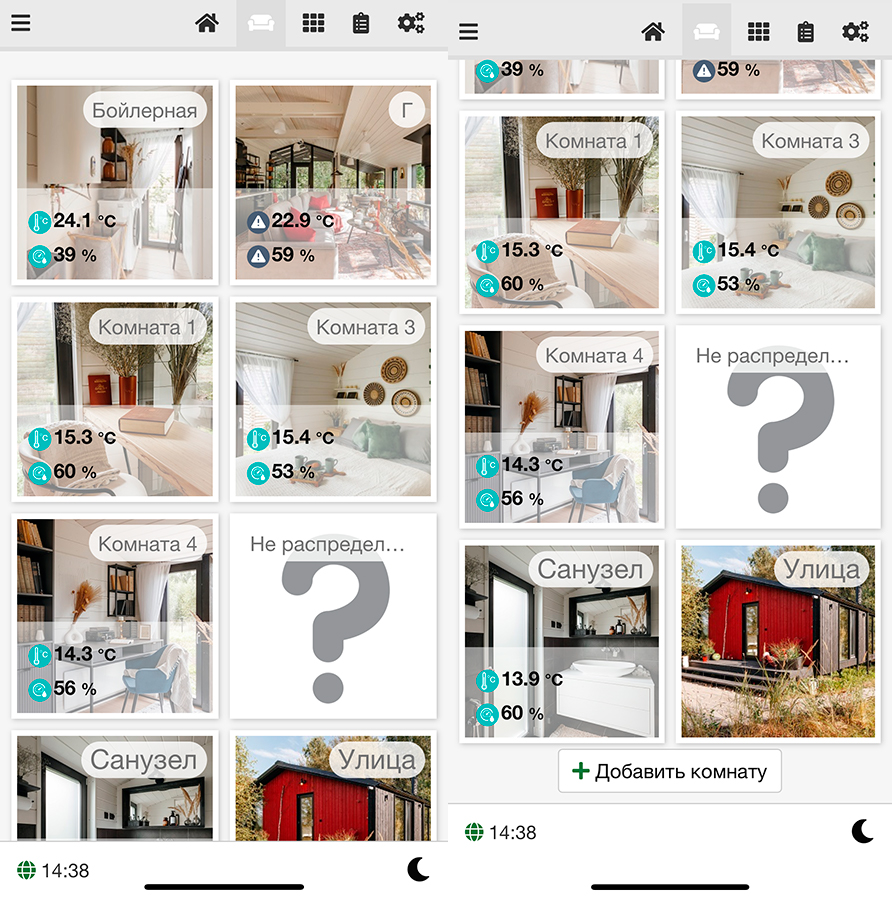 Бойлерная
24.1 °C
39 %
Г
22.9 °C
59 %
Комната 1
15.3 °C
60 %
Комната 3
15.4 °C
53 %
Комната 4
14.3 °C
56 %
Не распредел...
Санузел
Улица
14:38
39 %
59 %
Комната 1
15.3 °C
60 %
Комната 3
15.4 °C
53 %
Комната 4
14.3 °C
56 %
Не распредел...
Санузел
13.9 °C
60 %
Улица
+ Добавить комнату
14:38